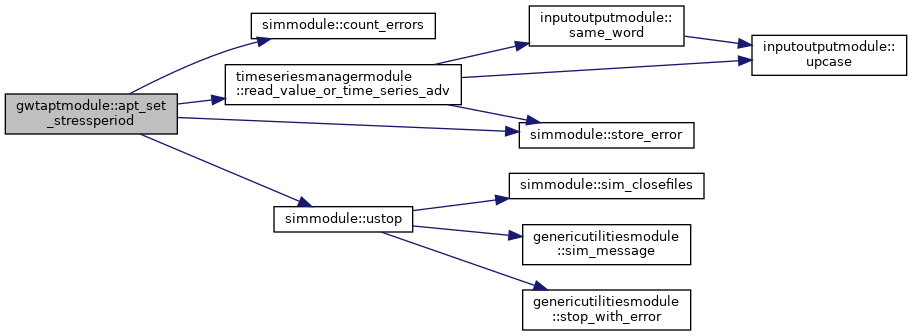 gwtaptmodule::apt_set
_stressperiod
simmodule::count_errors
timeseriesmanagermodule
::read_value_or_time_series_adv
inputoutputmodule::
same_word
inputoutputmodule::
upcase
simmodule::store_error
simmodule::ustop
simmodule::sim_closefiles
genericutilitiesmodule
::sim_message
genericutilitiesmodule
::stop_with_error